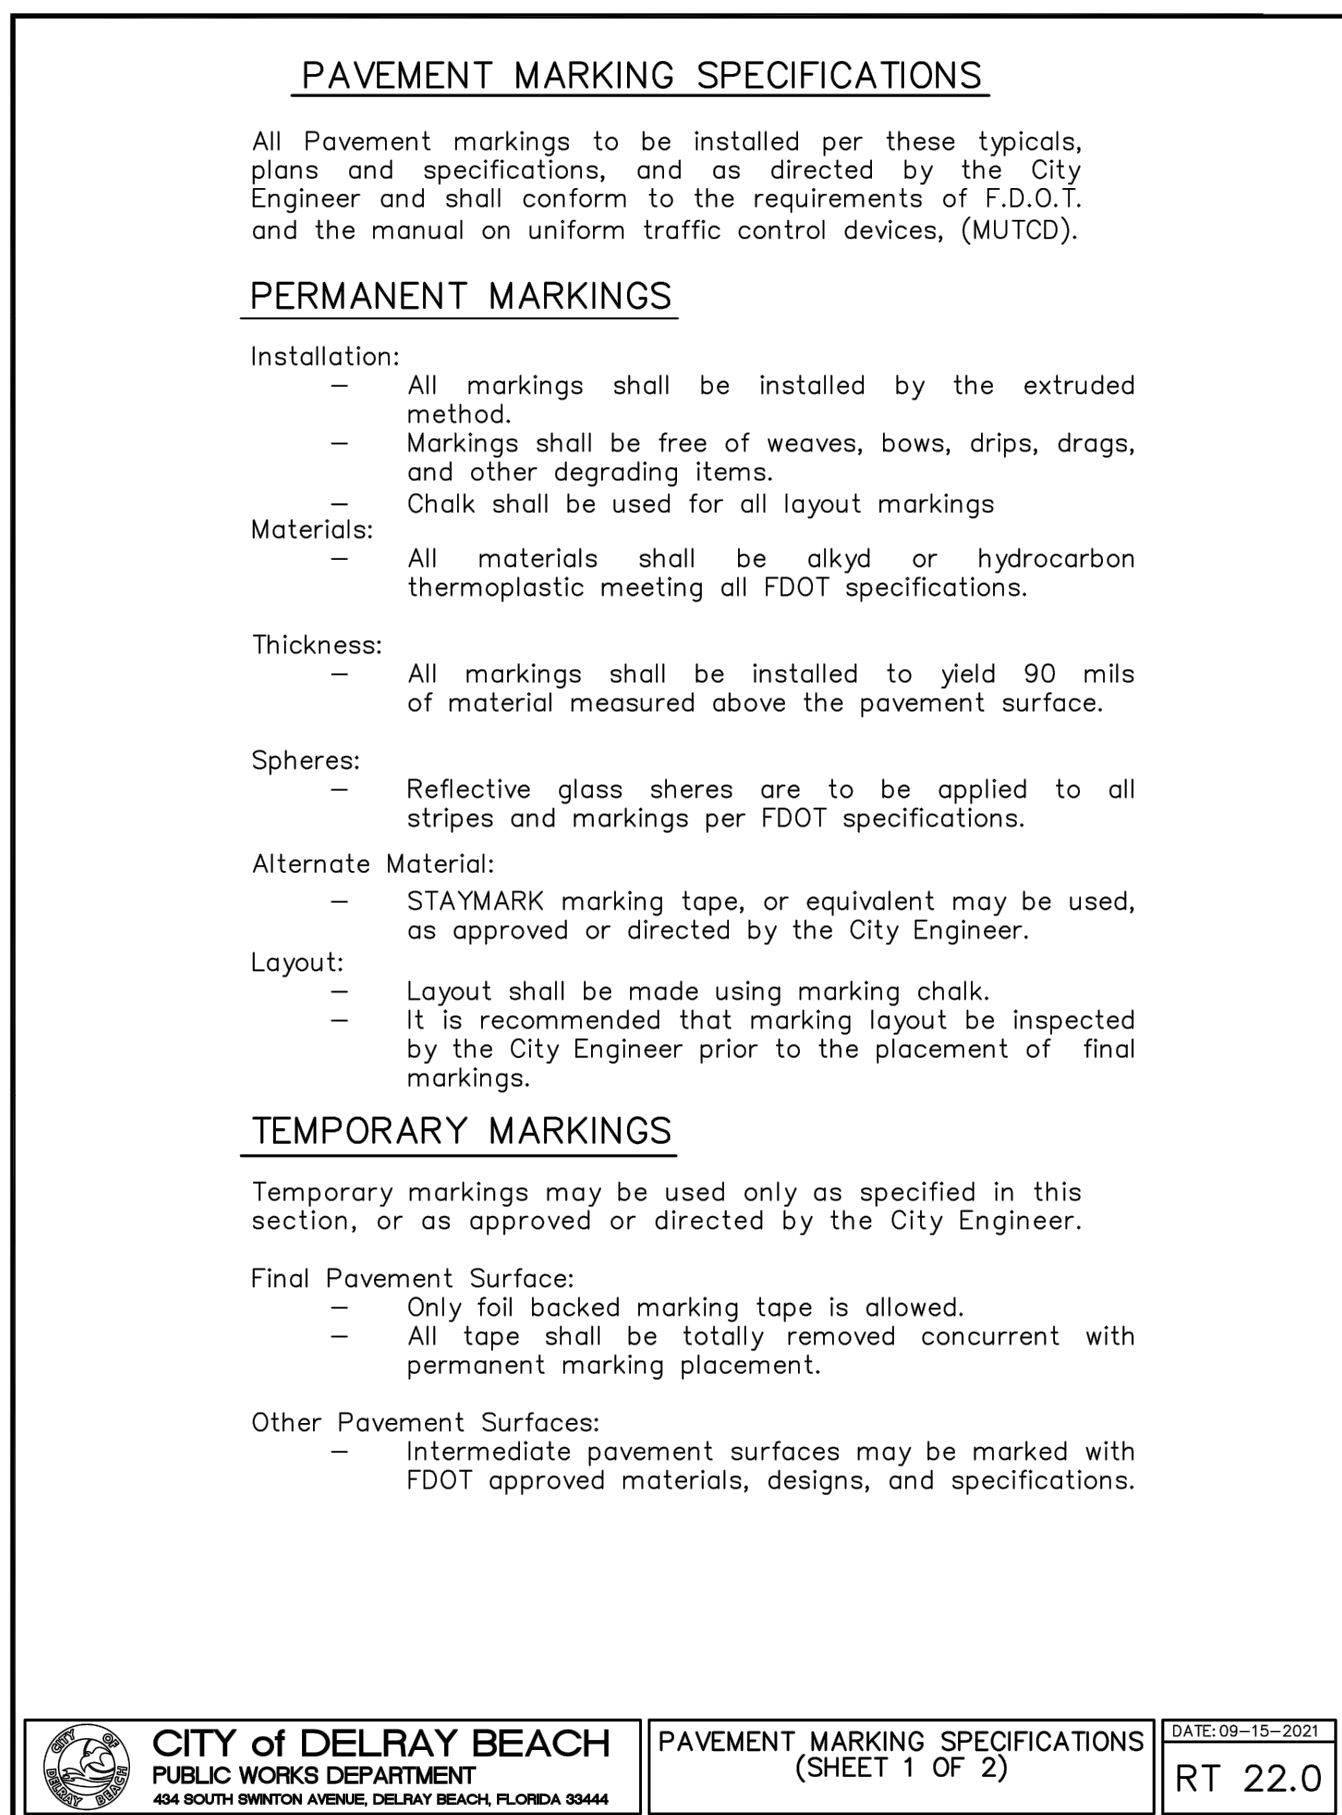 PAVEMENT MARKING SPECIFICATIONS
All Pavement markings to be installed per these typicals,
plans and specifications, and as directed by the City
Engineer and shall conform to the requirements of F.D.O.T.
and the manual on uniform traffic control devices, (MUTCD).
PERMANENT MARKINGS
Installation:
— All markings shall be installed by the extruded
method.
— Markings shall be free of weaves, bows, drips, drags,
and other degrading items.
— Chalk shall be used for all layout markings
Materials:
— All materials shall be alkyd or hydrocarbon
thermoplastic meeting all FDOT specifications.
Thickness:
— All markings shall be installed to yield 90 mils
of material measured above the pavement surface.
Spheres:
— Reflective glass sheres are to be applied to all
stripes and markings per FDOT specifications.
Alternate Material:
— STAYMARK marking tape, or equivalent may be used,
as approved or directed by the City Engineer.
Layout:
— Layout shall be made using marking chalk.
— It is recommended that marking layout be inspected
by the City Engineer prior to the placement of final
markings.
TEMPORARY MARKINGS
Temporary markings may be used only as specified in this
section, or as approved or directed by the City Engineer.
Final Pavement Surface:
— Only foil backed marking tape is allowed.
— All tape shall be totally removed concurrent with
permanent marking placement.
Other Pavement Surfaces:
— Intermediate pavement surfaces may be marked with
FDOT approved materials, designs, and specifications.
CITY OF
DELRAY BEACH
CITY of DELRAY BEACH
PUBLIC WORKS DEPARTMENT
434 SOUTH SWINTON AVENUE, DELRAY BEACH, FLORIDA 33444
PAVEMENT MARKING SPECIFICATIONS
(SHEET 1 OF 2)
DATE: 09-15-2021
RT 22.0